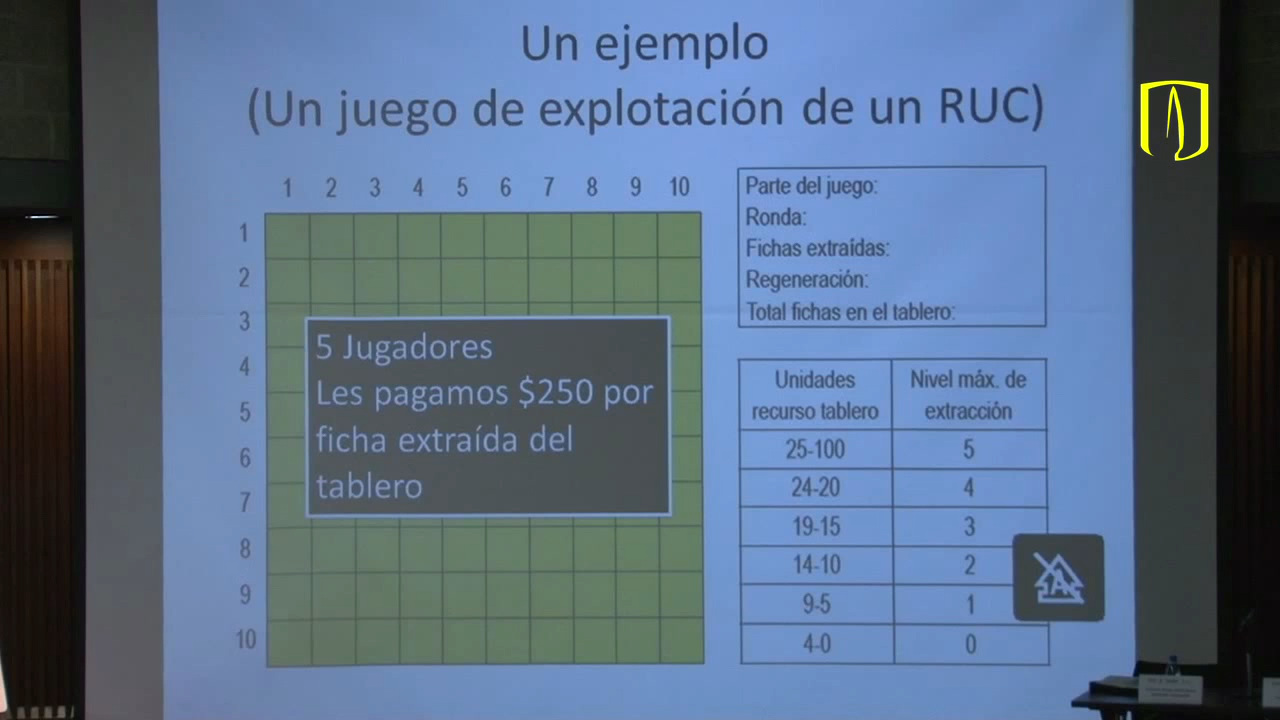 Un ejemplo
(Un juego de explotación de un RUC)
1 2 3 4 5 6 7 8 9 10
1
2
3
4
5
6
7
8
9
10
5 Jugadores
Les pagamos $250 por
ficha extraída del
tablero
Parte del juego:
Ronda:
Fichas extraídas:
Regeneración:
Total fichas en el tablero:
Unidades recurso tablero Nivel máx. de extracción
25-100 5
24-20 4
19-15 3
14-10 2
9-5 1
4-0 0